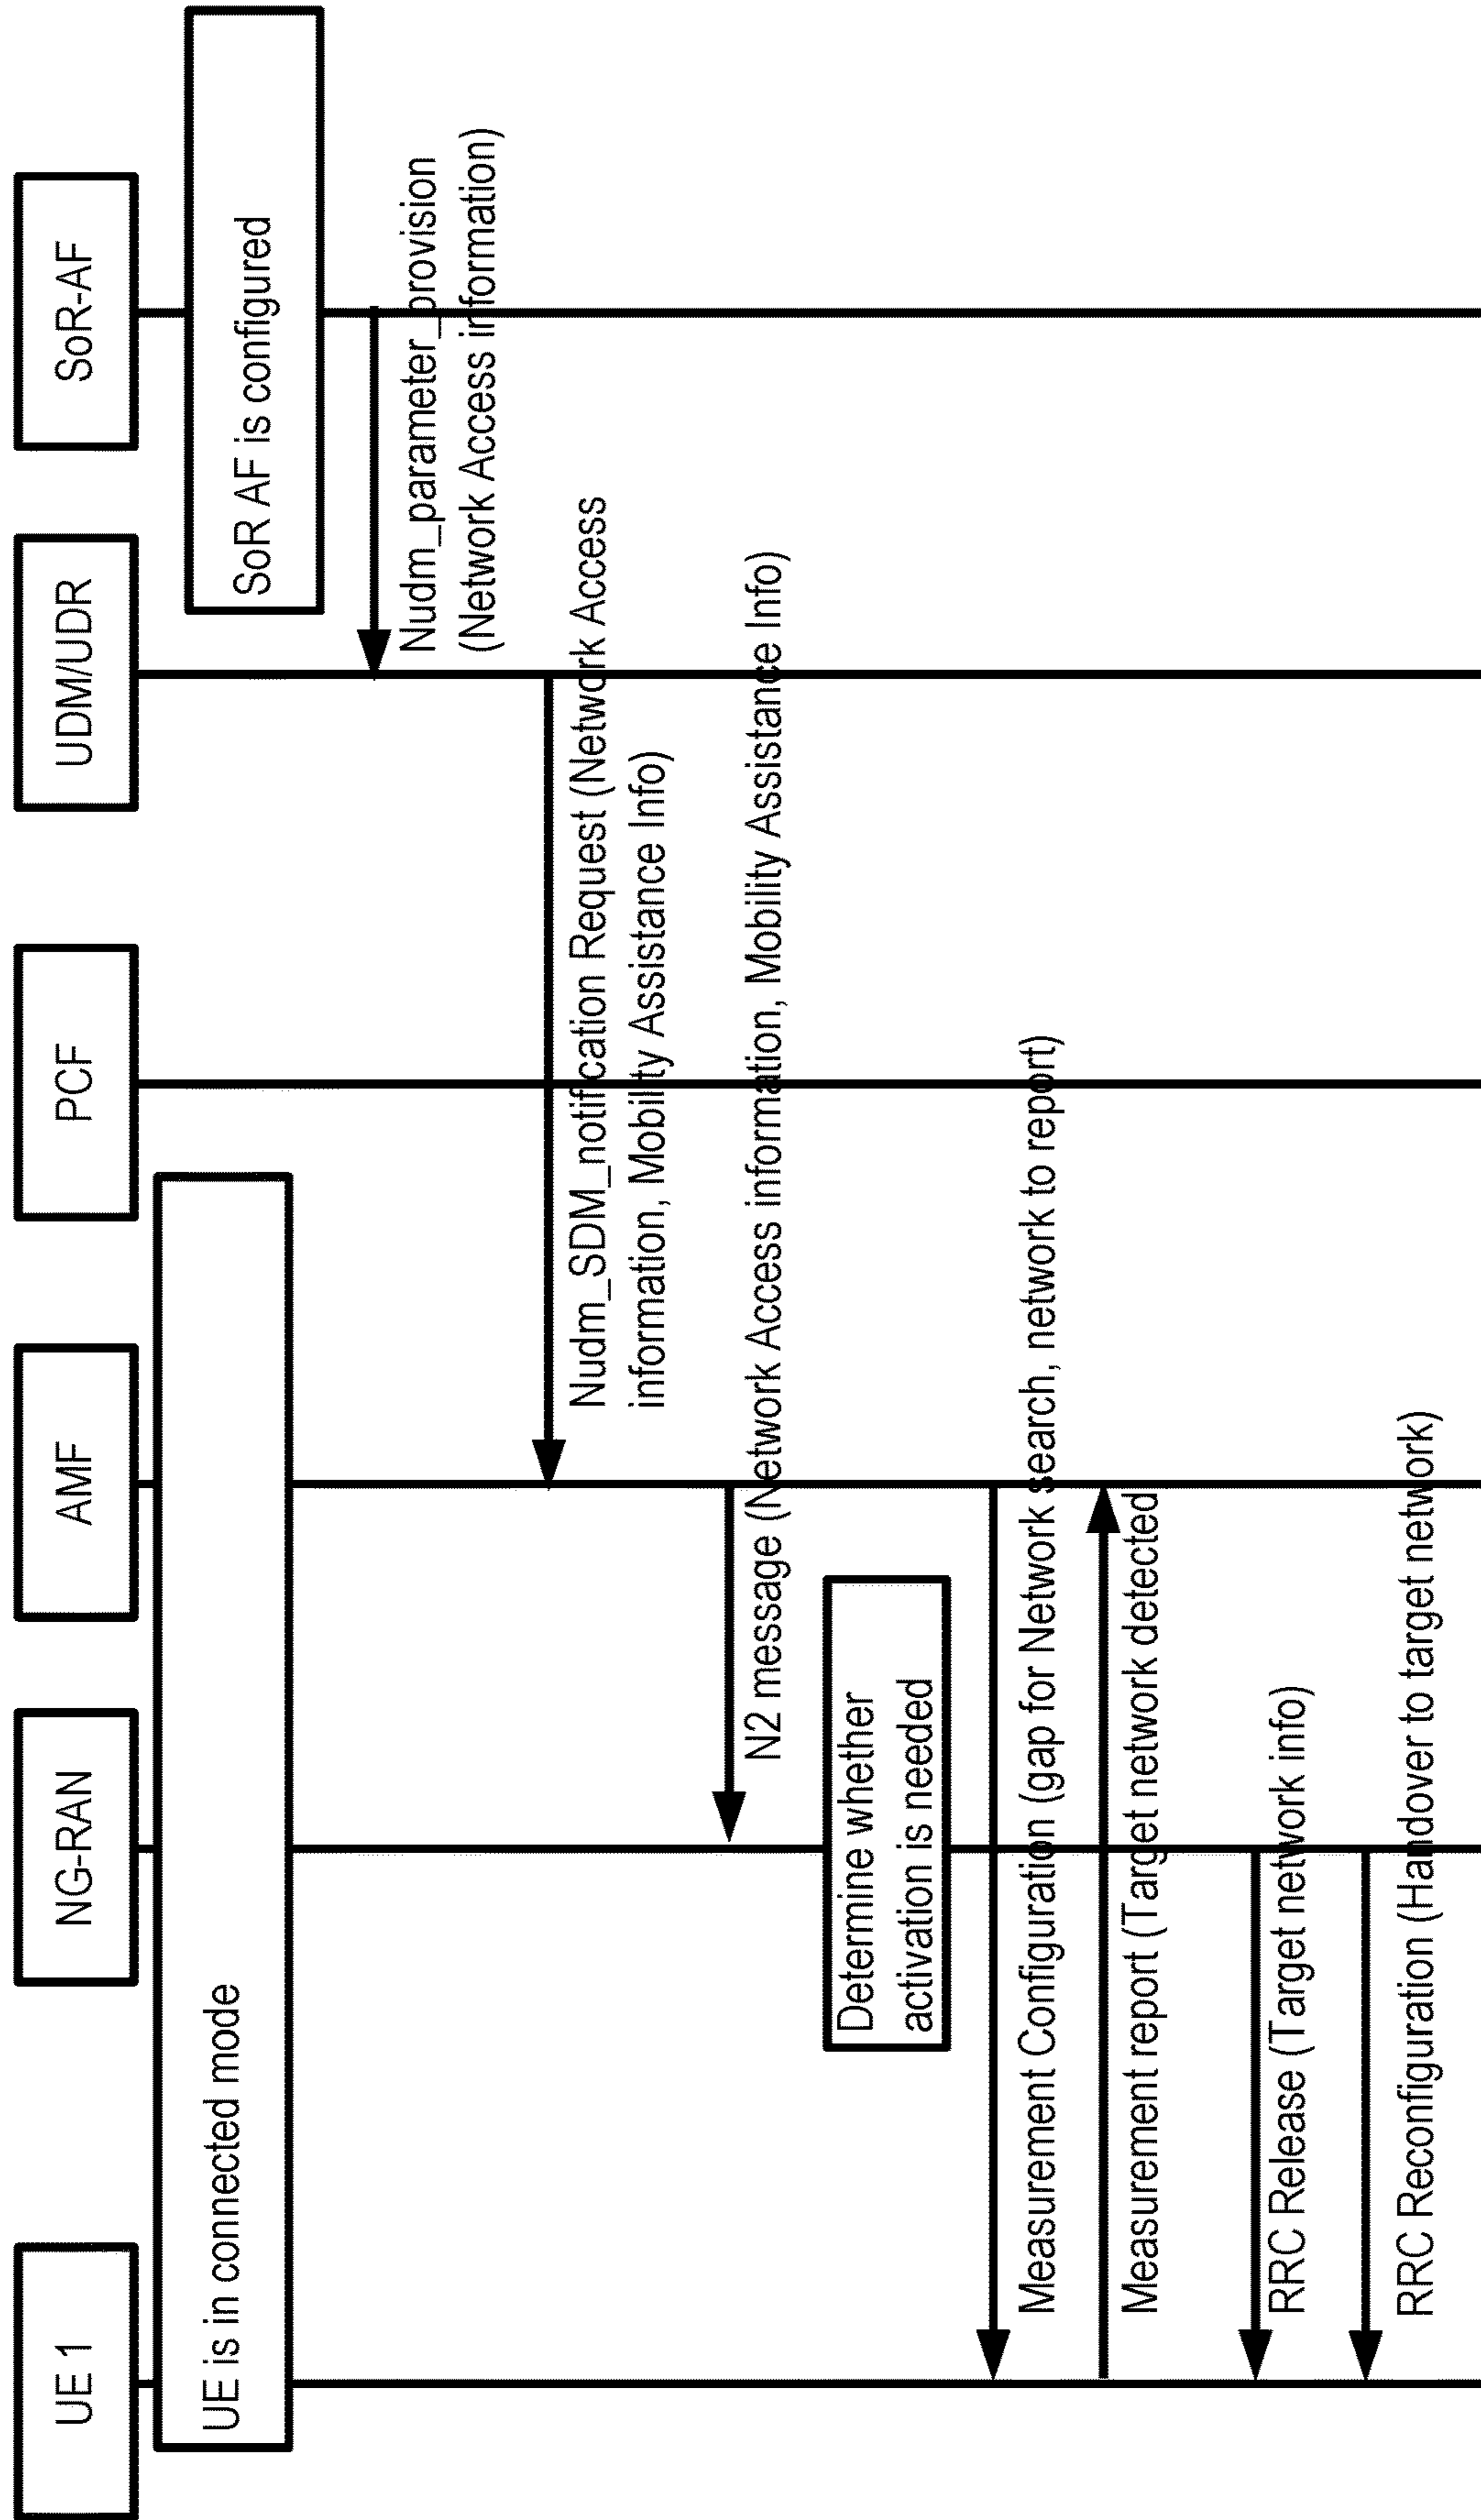 UE 1
NG-RAN
AMF
PCF
UDM/UDR
SoR-AF
UE is in connected mode
SoR AF is configured
Nudm_parameter_provision
(Network Access information)
Nudm_SDM_notification Request (Network Access
information, Mobility Assistance Info)
N2 message (Network Access information, Mobility Assistance Info)
Determine whether
activation is needed
Measurement Configuration (gap for Network search, network to report)
Measurement report (Target network detected
RRC Release (Target network info)
RRC Reconfiguration (Handover to target network)